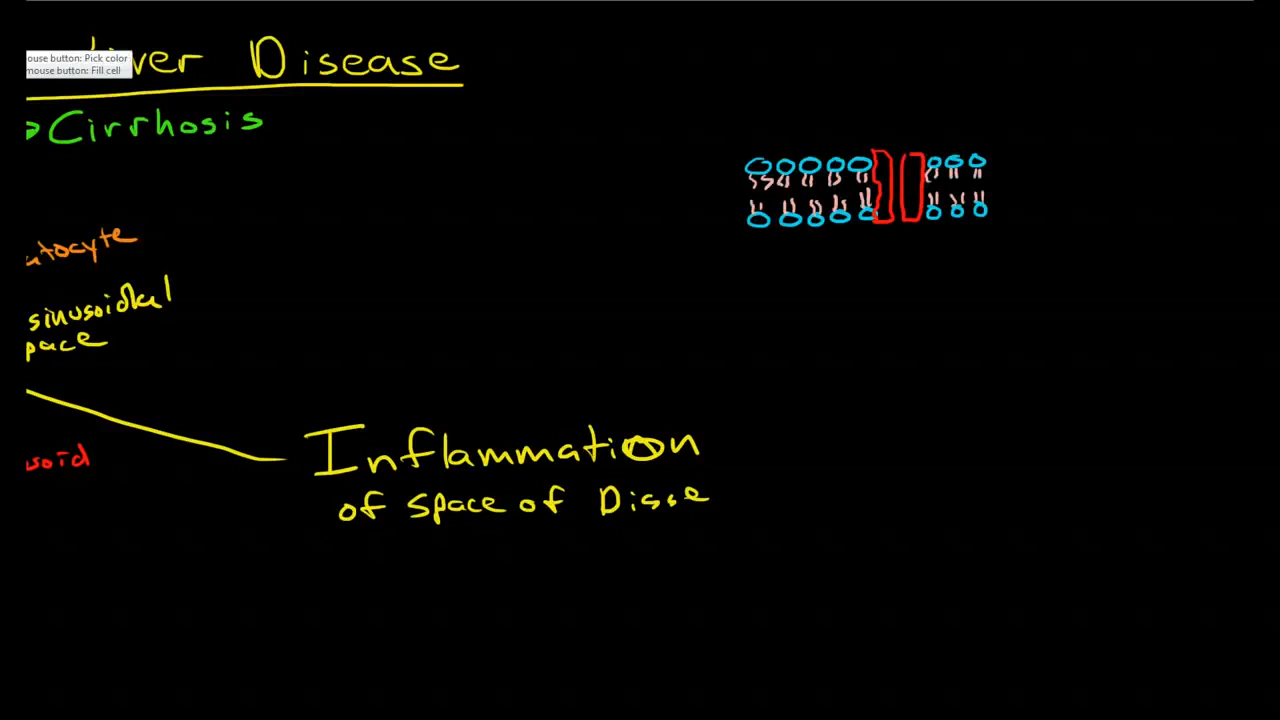 iver Disease
ouse button: Pick color
mouse button: Fill cell
Cirrhosis
atocyte
sinusoidal
pace
Inflammation
of space of Disse
usoid